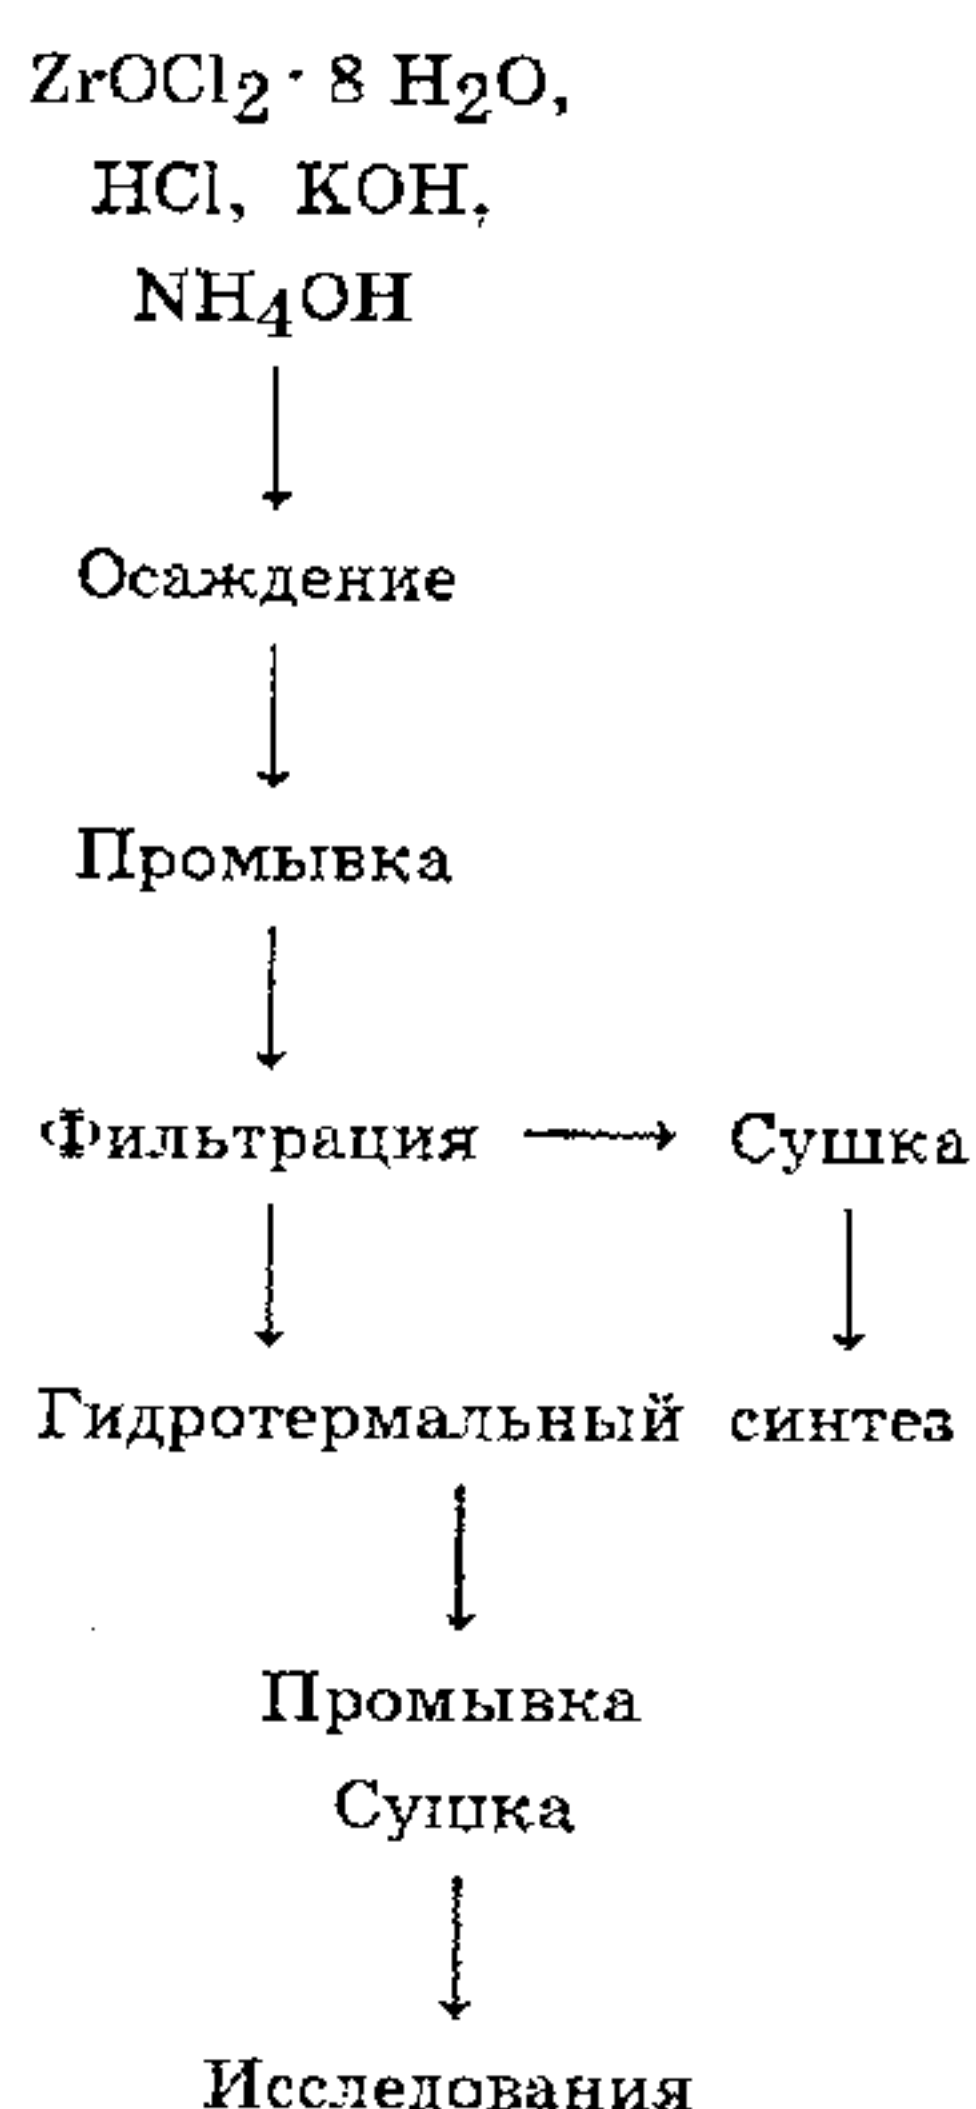 ZrOCl₂ · 8 H₂O,
HCl, KOH,
NH₄OH
Осаждение
Промывка
Фильтрация → Сушка
Гидротермальный синтез
Промывка
Сушка
Исследования